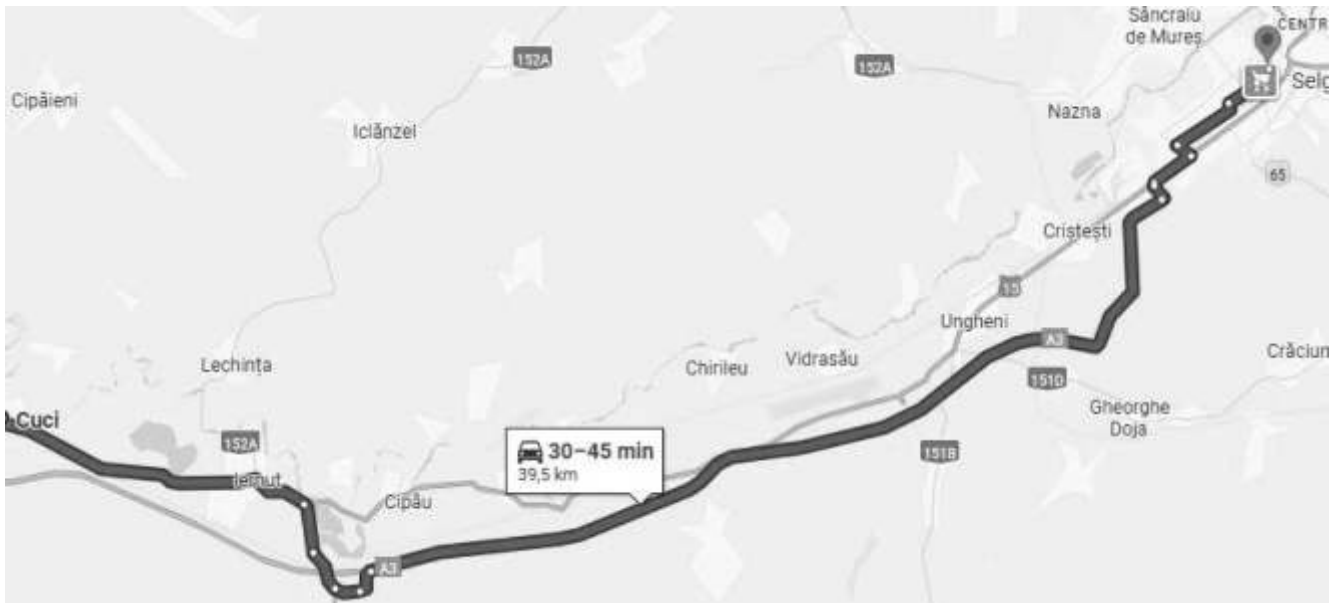 Sâncraiu
de Mureș
CENTR
152A
152A
Selg
Cipăieni
Nazna
Iclănzel
65
Cristești
15
Ungheni
A3
Lechința
Chirileu
Vidrasău
Crăciun
151D
Gheorghe
Doja
Cuci
152A
30–45 min
39,5 km
151B
Iernut
Cipău
A3